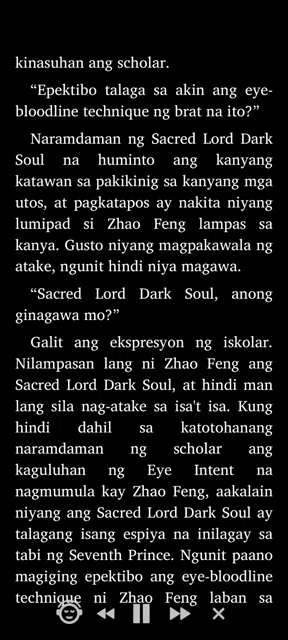 kinasuhan ang scholar.
“Epektibo talaga sa akin ang eye-
bloodline technique ng brat na ito?”
Naramdaman ng Sacred Lord Dark
Soul na huminto ang kanyang
katawan sa pakikinig sa kanyang mga
utos, at pagkatapos ay nakita niyang
lumipad si Zhao Feng lampas sa
kanya. Gusto niyang magpakawala ng
atake, ngunit hindi niya magawa.
“Sacred Lord Dark Soul, anong
ginagawa mo?”
Galit ang ekspresyon ng iskolar.
Nilampasan lang ni Zhao Feng ang
Sacred Lord Dark Soul, at hindi man
lang sila nag-atake sa isa't isa. Kung
hindi dahil sa katotohanang
naramdaman ng scholar ang
kaguluhan ng Eye Intent na
nagmumula kay Zhao Feng, aakalain
niyang ang Sacred Lord Dark Soul ay
talagang isang espiya na inilagay sa
tabi ng Seventh Prince. Ngunit paano
magiging epektibo ang eye-bloodline
technique ni Zhao Feng laban sa